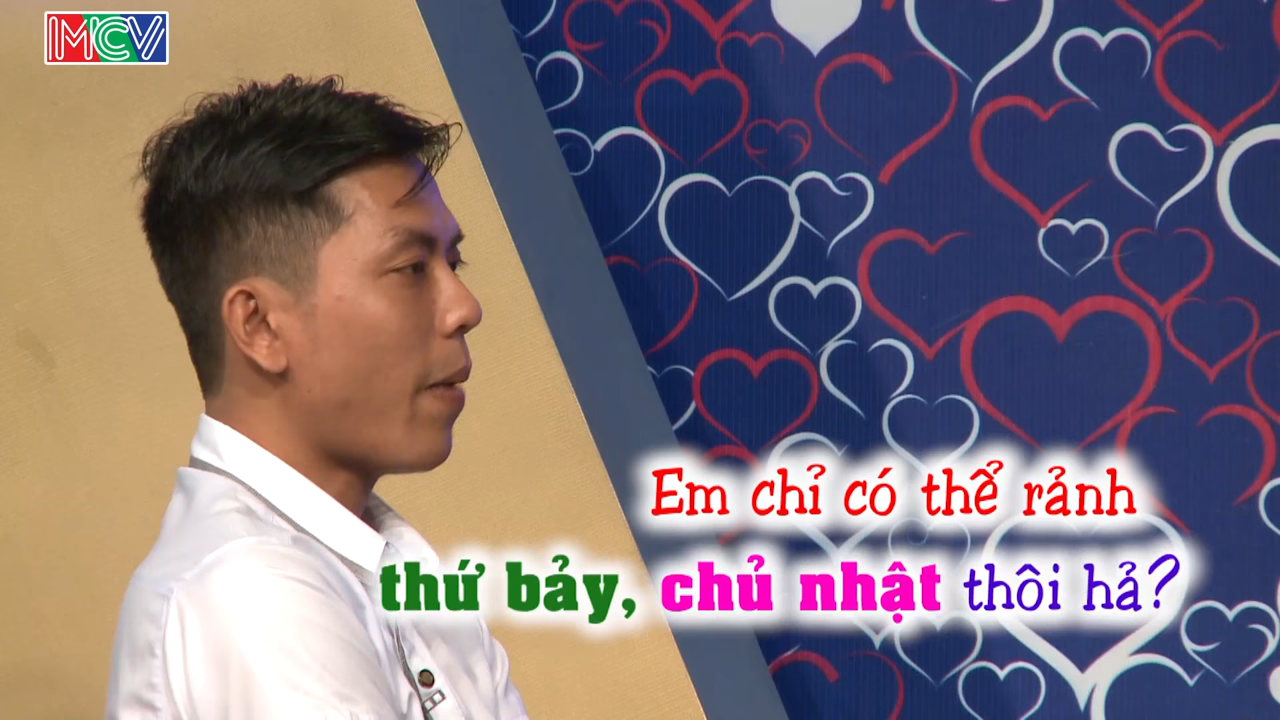 MCV
Em chỉ có thể rảnh
thứ bảy, chủ nhật thôi hả?